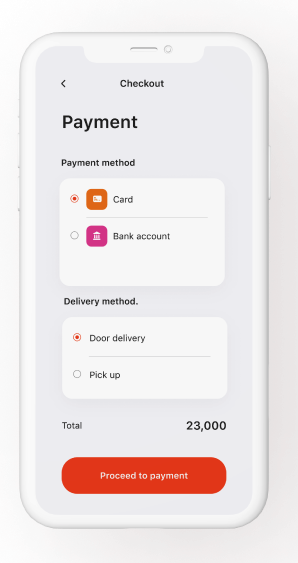 Checkout
Payment
Payment method
Card
Bank account
Delivery method.
Door delivery
Pick up
Total 23,000
Proceed to payment